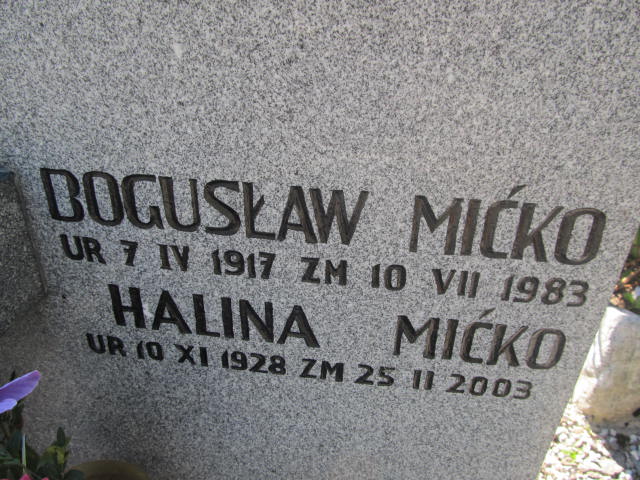 BOGUSŁAW MIĆKO
UR 7 IV 1917 ZM 10 VII 1983
HALINA MIĆKO
UR 10 XI 1928 ZM 25 II 2003